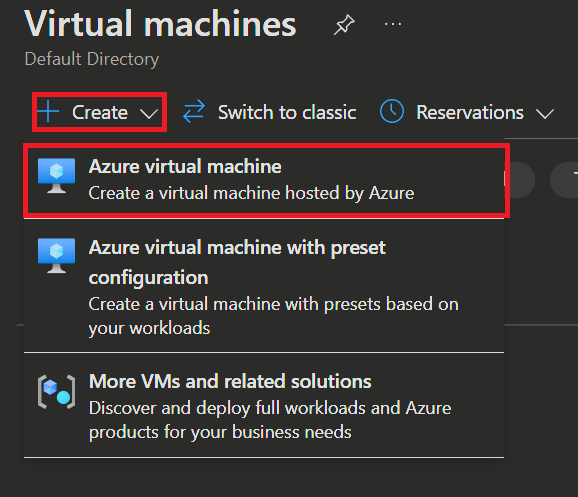 Virtual machines
Default Directory
Create
Switch to classic
Reservations
Azure virtual machine
Create a virtual machine hosted by Azure
Azure virtual machine with preset
configuration
Create a virtual machine with presets based on
your workloads
More VMs and related solutions
Discover and deploy full workloads and Azure
products for your business needs